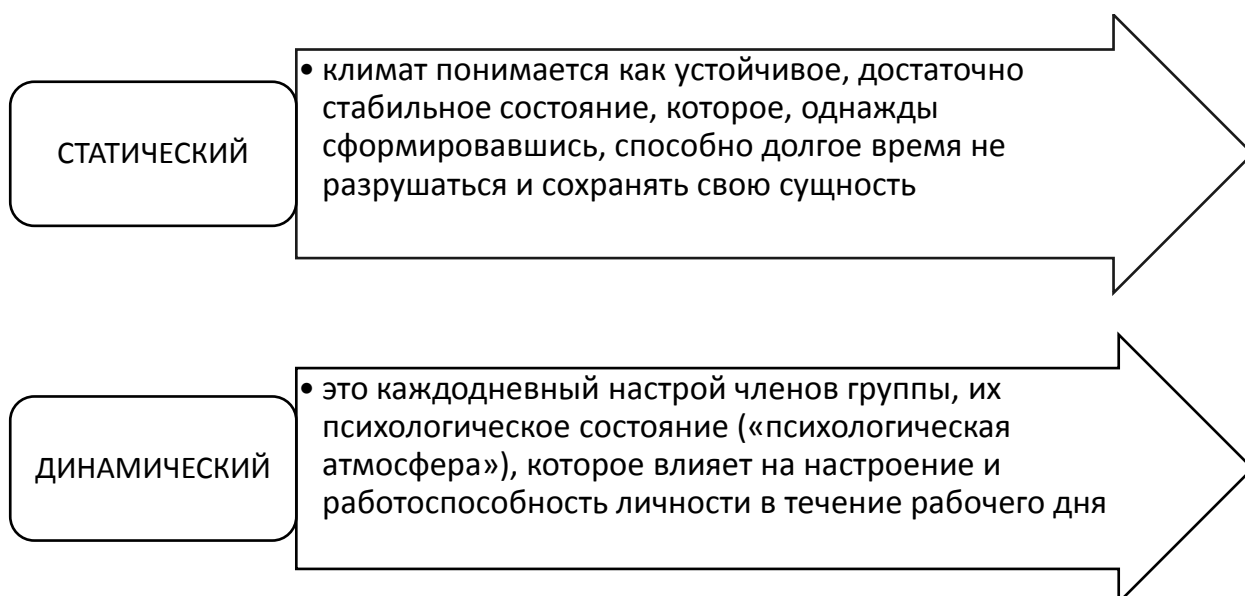 СТАТИЧЕСКИЙ
• климат понимается как устойчивое, достаточно
стабильное состояние, которое, однажды
сформировавшись, способно долгое время не
разрушаться и сохранять свою сущность
ДИНАМИЧЕСКИЙ
• это каждодневный настрой членов группы, их
психологическое состояние («психологическая
атмосфера»), которое влияет на настроение и
работоспособность личности в течение рабочего дня